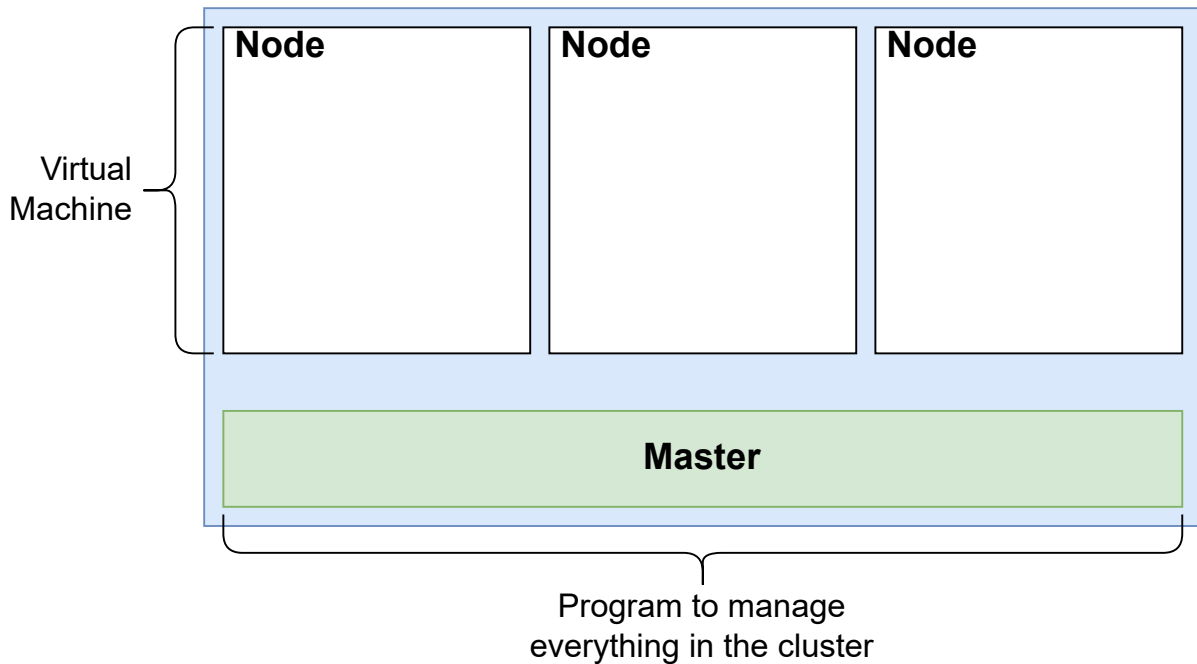 Node
Node
Node
Virtual
Machine
Master
Program to manage
everything in the cluster